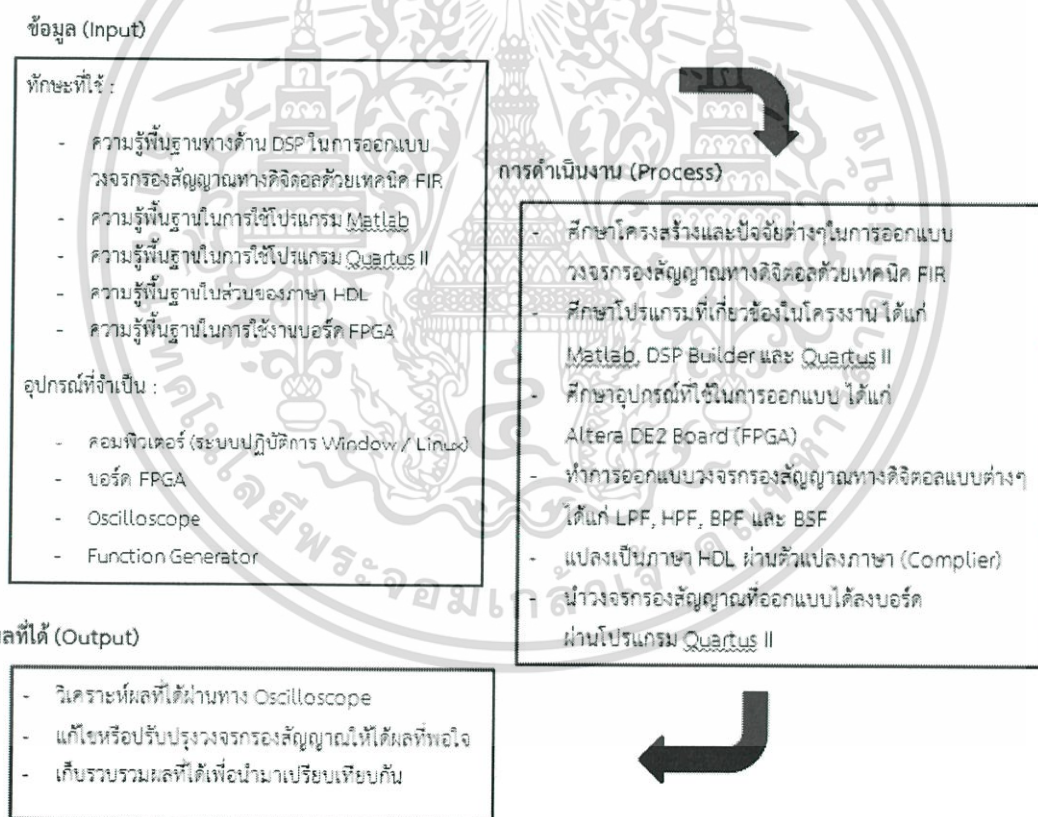 ข้อมูล (Input)
ทักษะที่ใช้ :
- ความรู้พื้นฐานทางด้าน DSP ในการออกแบบ
วงจรกรองสัญญาณทางดิจิตอลด้วยเทคนิค FIR
- ความรู้พื้นฐานในการใช้โปรแกรม Matlab
- ความรู้พื้นฐานในการใช้โปรแกรม Quartus II
- ความรู้พื้นฐานในส่วนของภาษา HDL
- ความรู้พื้นฐานในการใช้งานบอร์ด FPGA
อุปกรณ์ที่จำเป็น :
- คอมพิวเตอร์ (ระบบปฏิบัติการ Window / Linux)
- บอร์ด FPGA
- Oscilloscope
- Function Generator
การดำเนินงาน (Process)
- ศึกษาโครงสร้างและปัจจัยต่างๆในการออกแบบ
วงจรกรองสัญญาณทางดิจิตอลด้วยเทคนิค FIR
- ศึกษาโปรแกรมที่เกี่ยวข้องในโครงงาน ได้แก่
Matlab, DSP Builder และ Quartus II
- ศึกษาอุปกรณ์ที่ใช้ในการออกแบบ ได้แก่
Altera DE2 Board (FPGA)
- ทำการออกแบบวงจรกรองสัญญาณทางดิจิตอลแบบต่างๆ
ได้แก่ LPF, HPF, BPF และ BSF
- แปลงเป็นภาษา HDL ผ่านตัวแปลงภาษา (Complier)
- นำวงจรกรองสัญญาณที่ออกแบบได้ลงบอร์ด
ผ่านโปรแกรม Quartus II
ผลที่ได้ (Output)
- วิเคราะห์ผลที่ได้ผ่านทาง Oscilloscope
- แก้ไขหรือปรับปรุงวงจรกรองสัญญาณให้ได้ผลที่พอใจ
- เก็บรวบรวมผลที่ได้เพื่อนำมาเปรียบเทียบกัน